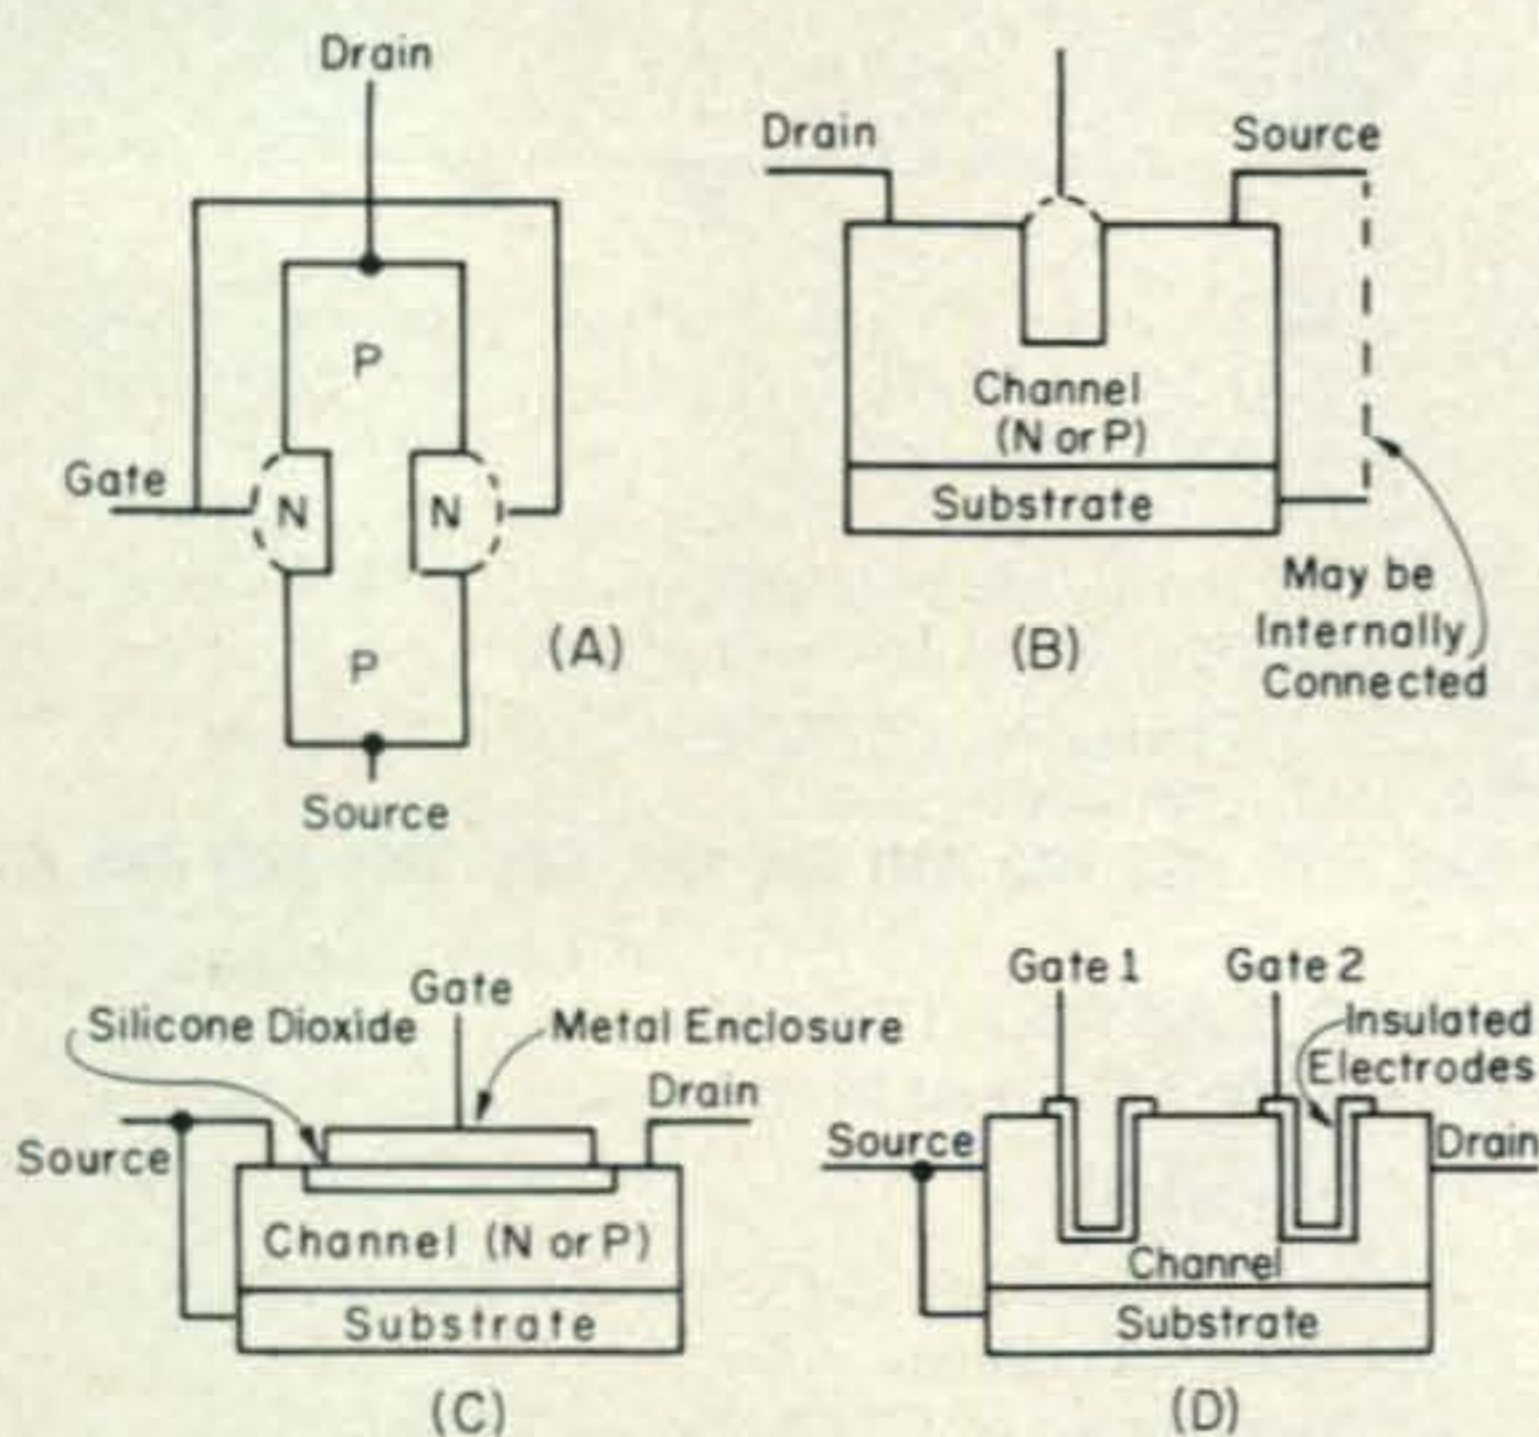 Drain
P
Gate
N
N
P
Source
(A)
Drain
Source
Channel
(N or P)
Substrate
May be
Internally
Connected
(B)
Gate
Silicone Dioxide
Metal Enclosure
Drain
Source
Channel (N or P)
Substrate
(C)
Gate 1
Gate 2
Insulated
Electrodes
Source
Drain
Channel
Substrate
(D)